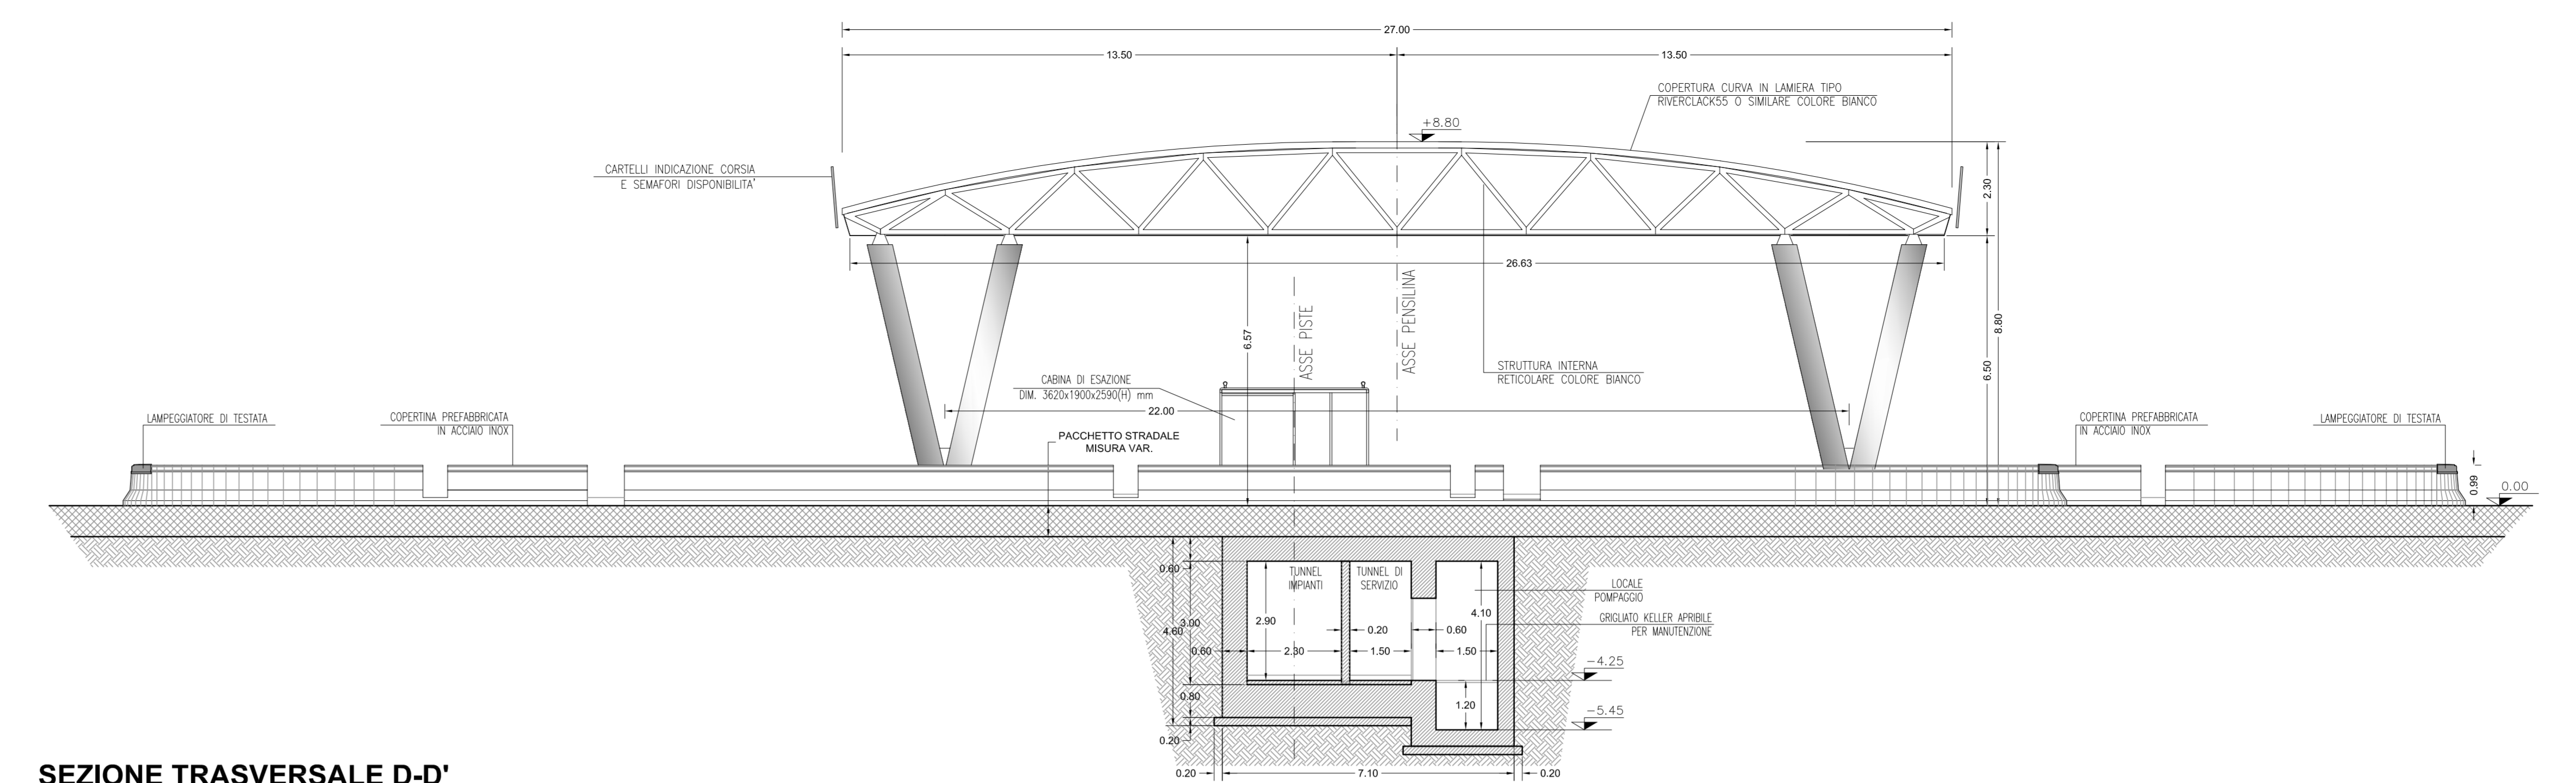 27.00
13.50
13.50
COPERTURA CURVA IN LAMIERA TIPO
RIVERCLACK55 O SIMILARE COLORE BIANCO
+8.80
CARTELLI INDICAZIONE CORSIA
E SEMAFORI DISPONIBILITA'
2.30
8.80
6.50
26.63
6.57
ASSE PISTE
ASSE PENSILINA
STRUTTURA INTERNA
RETICOLARE COLORE BIANCO
CABINA DI ESAZIONE
DIM. 3620x1900x2590(H) mm
22.00
LAMPEGGIATORE DI TESTATA
COPERTINA PREFABBRICATA
IN ACCIAIO INOX
PACCHETTO STRADALE
MISURA VAR.
COPERTINA PREFABBRICATA
IN ACCIAIO INOX
LAMPEGGIATORE DI TESTATA
0.99
0.00
0.60
TUNNEL
IMPIANTI
TUNNEL DI
SERVIZIO
LOCALE
POMPAGGIO
GRIGLIATO KELLER APRIBILE
PER MANUTENZIONE
4.60
3.00
2.90
4.10
0.20
0.60
0.60
2.30
1.50
1.50
-4.25
0.80
1.20
-5.45
0.20
0.20
7.10
0.20
SEZIONE TRASVERSALE D-D'